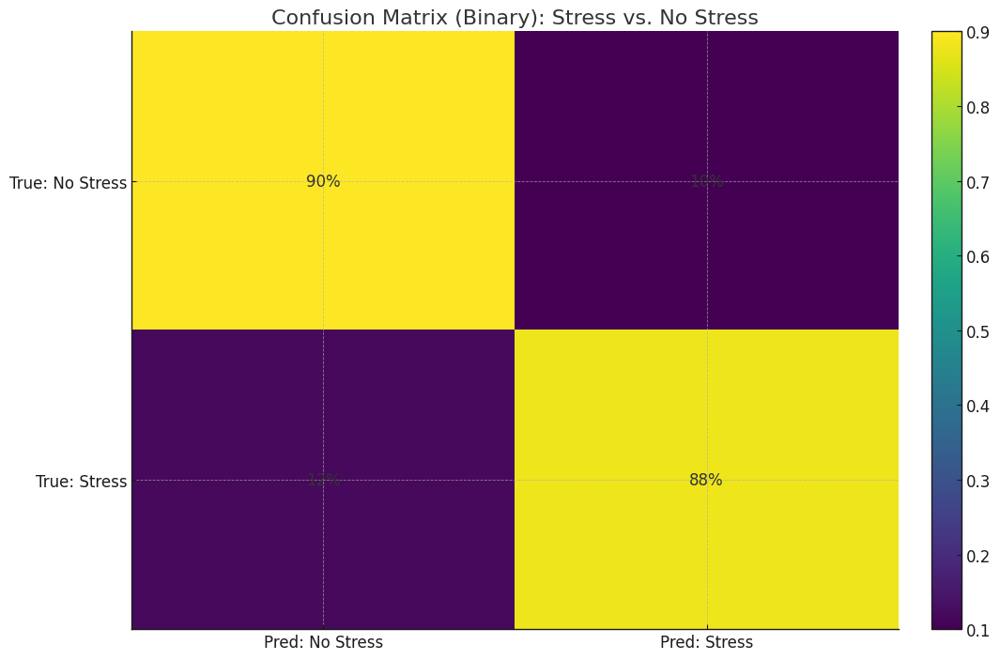 Confusion Matrix (Binary): Stress vs. No Stress
True: No Stress
90%
10%
True: Stress
12%
88%
Pred: No Stress
Pred: Stress
0.9
0.8
0.7
0.6
0.5
0.4
0.3
0.2
0.1